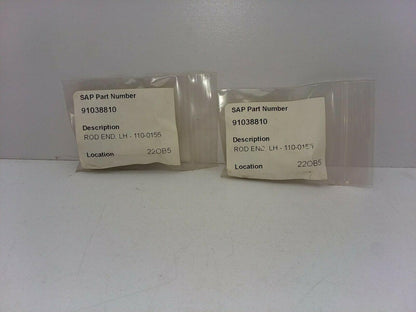 SAP Part Number
91038810
Description
ROD END, LH - 110-0155
Location 22OB5
SAP Part Number
91038810
Description
ROD END, LH - 110-0155
Location 22OB5